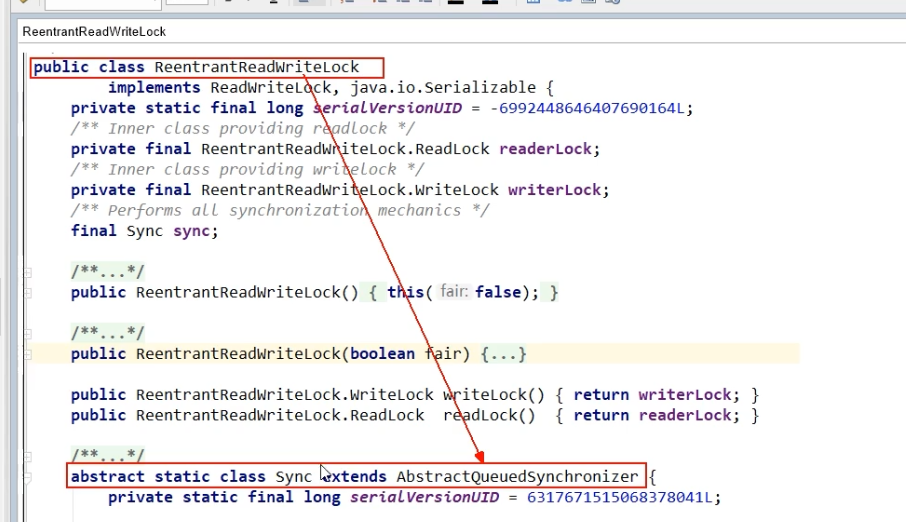 ReentrantReadWriteLock
public class ReentrantReadWriteLock
        implements ReadWriteLock, java.io.Serializable {
    private static final long serialVersionUID = -6992448646407690164L;
    /** Inner class providing readlock */
    private final ReentrantReadWriteLock.ReadLock readerLock;
    /** Inner class providing writelock */
    private final ReentrantReadWriteLock.WriteLock writerLock;
    /** Performs all synchronization mechanics */
    final Sync sync;
    /**...*/
    public ReentrantReadWriteLock() { this( fair: false); }
    /**...*/
    public ReentrantReadWriteLock(boolean fair) {...}
    public ReentrantReadWriteLock.WriteLock writeLock() { return writerLock; }
    public ReentrantReadWriteLock.ReadLock  readLock()  { return readerLock; }
    /**...*/
    abstract static class Sync extends AbstractQueuedSynchronizer {
        private static final long serialVersionUID = 6317671515068378041L;